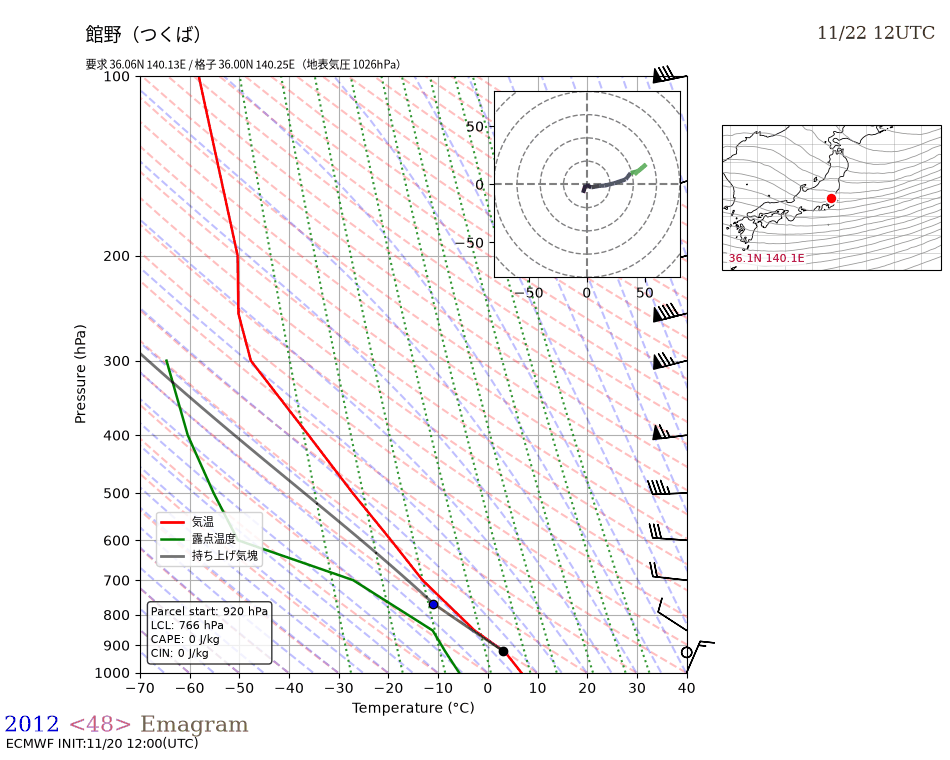 館野（つくば）
11/22 12UTC
要求 36.06N 140.13E / 格子 36.00N 140.25E（地表気圧 1026hPa）
100
200
300
400
500
600
700
800
900
1000
Pressure (hPa)
−70 −60 −50 −40 −30 −20 −10 0 10 20 30 40
Temperature (°C)
50
0
−50
−50 0 50
36.1N 140.1E
気温
露点温度
持ち上げ気塊
Parcel start: 920 hPa
LCL: 766 hPa
CAPE: 0 J/kg
CIN: 0 J/kg
2012 <48> Emagram
ECMWF INIT:11/20 12:00(UTC)